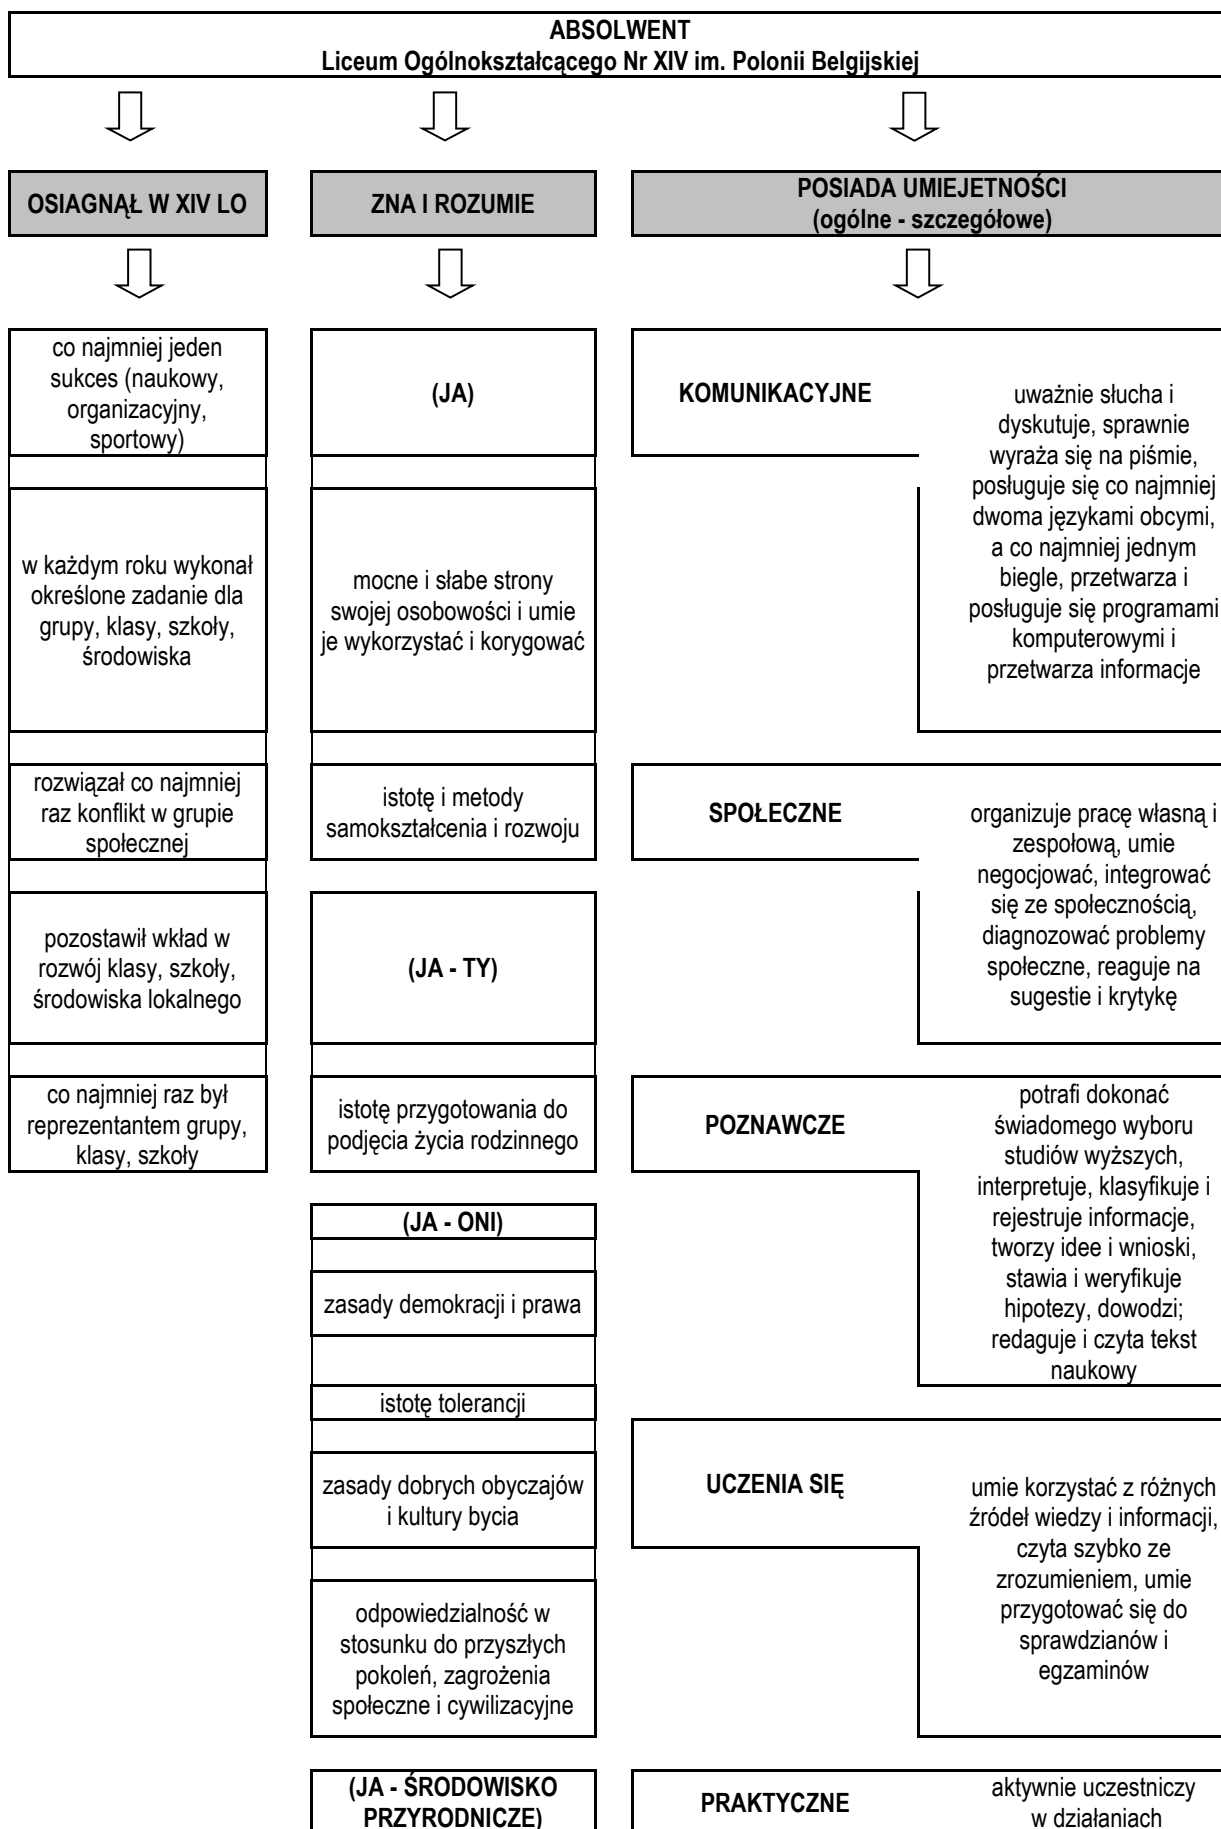 ABSOLWENT
Liceum Ogólnokształcącego Nr XIV im. Polonii Belgijskiej
OSIAGNĄŁ W XIV LO
co najmniej jeden
sukces (naukowy,
organizacyjny,
sportowy)
w każdym roku wykonał
określone zadanie dla
grupy, klasy, szkoły,
środowiska
rozwiązał co najmniej
raz konflikt w grupie
społecznej
pozostawił wkład w
rozwój klasy, szkoły,
środowiska lokalnego
co najmniej raz był
reprezentantem grupy,
klasy, szkoły
ZNA I ROZUMIE
(JA)
mocne i słabe strony
swojej osobowości i umie
je wykorzystać i korygować
istotę i metody
samokształcenia i rozwoju
(JA - TY)
istotę przygotowania do
podjęcia życia rodzinnego
(JA - ONI)
zasady demokracji i prawa
istotę tolerancji
zasady dobrych obyczajów
i kultury bycia
odpowiedzialność w
stosunku do przyszłych
pokoleń, zagrożenia
społeczne i cywilizacyjne
(JA - ŚRODOWISKO
PRZYRODNICZE)
POSIADA UMIEJETNOŚCI
(ogólne - szczegółowe)
KOMUNIKACYJNE
uważnie słucha i
dyskutuje, sprawnie
wyraża się na piśmie,
posługuje się co najmniej
dwoma językami obcymi,
a co najmniej jednym
biegle, przetwarza i
posługuje się programami
komputerowymi i
przetwarza informacje
SPOŁECZNE
organizuje pracę własną i
zespołową, umie
negocjować, integrować
się ze społecznością,
diagnozować problemy
społeczne, reaguje na
sugestie i krytykę
POZNAWCZE
potrafi dokonać
świadomego wyboru
studiów wyższych,
interpretuje, klasyfikuje i
rejestruje informacje,
tworzy idee i wnioski,
stawia i weryfikuje
hipotezy, dowodzi;
redaguje i czyta tekst
naukowy
UCZENIA SIĘ
umie korzystać z różnych
źródeł wiedzy i informacji,
czyta szybko ze
zrozumieniem, umie
przygotować się do
sprawdzianów i
egzaminów
PRAKTYCZNE
aktywnie uczestniczy
w działaniach